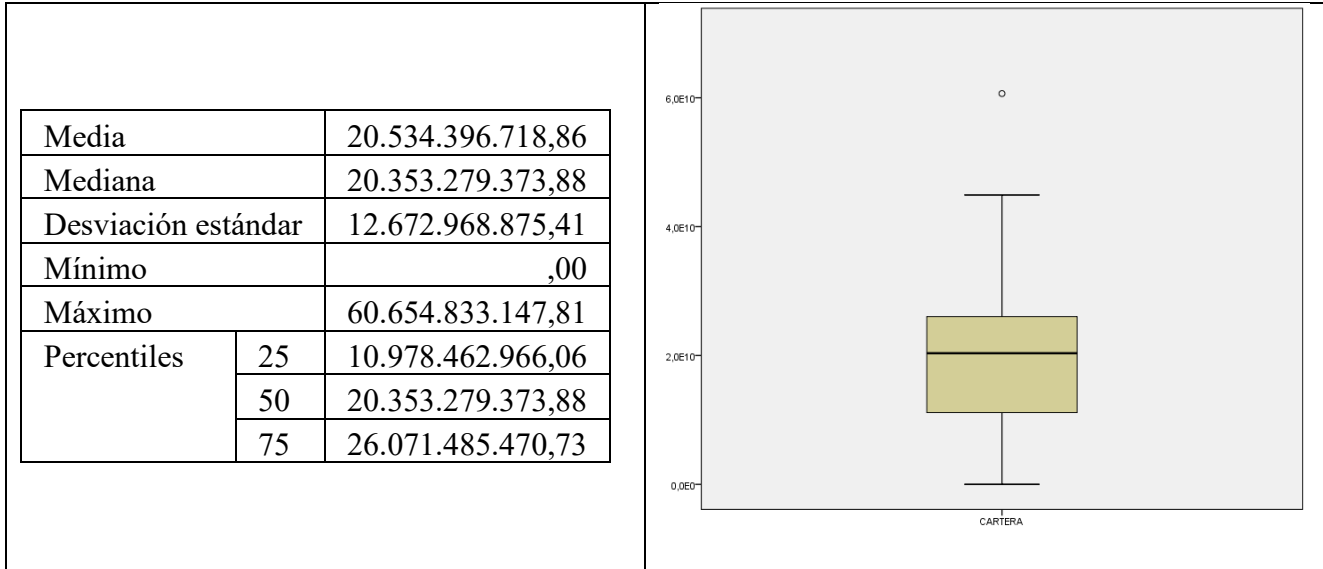 Media 20.534.396.718,86
Mediana 20.353.279.373,88
Desviación estándar 12.672.968.875,41
Mínimo ,00
Máximo 60.654.833.147,81
Percentiles 25 10.978.462.966,06
50 20.353.279.373,88
75 26.071.485.470,73
6,0E10
4,0E10
2,0E10
0,0E0
CARTERA